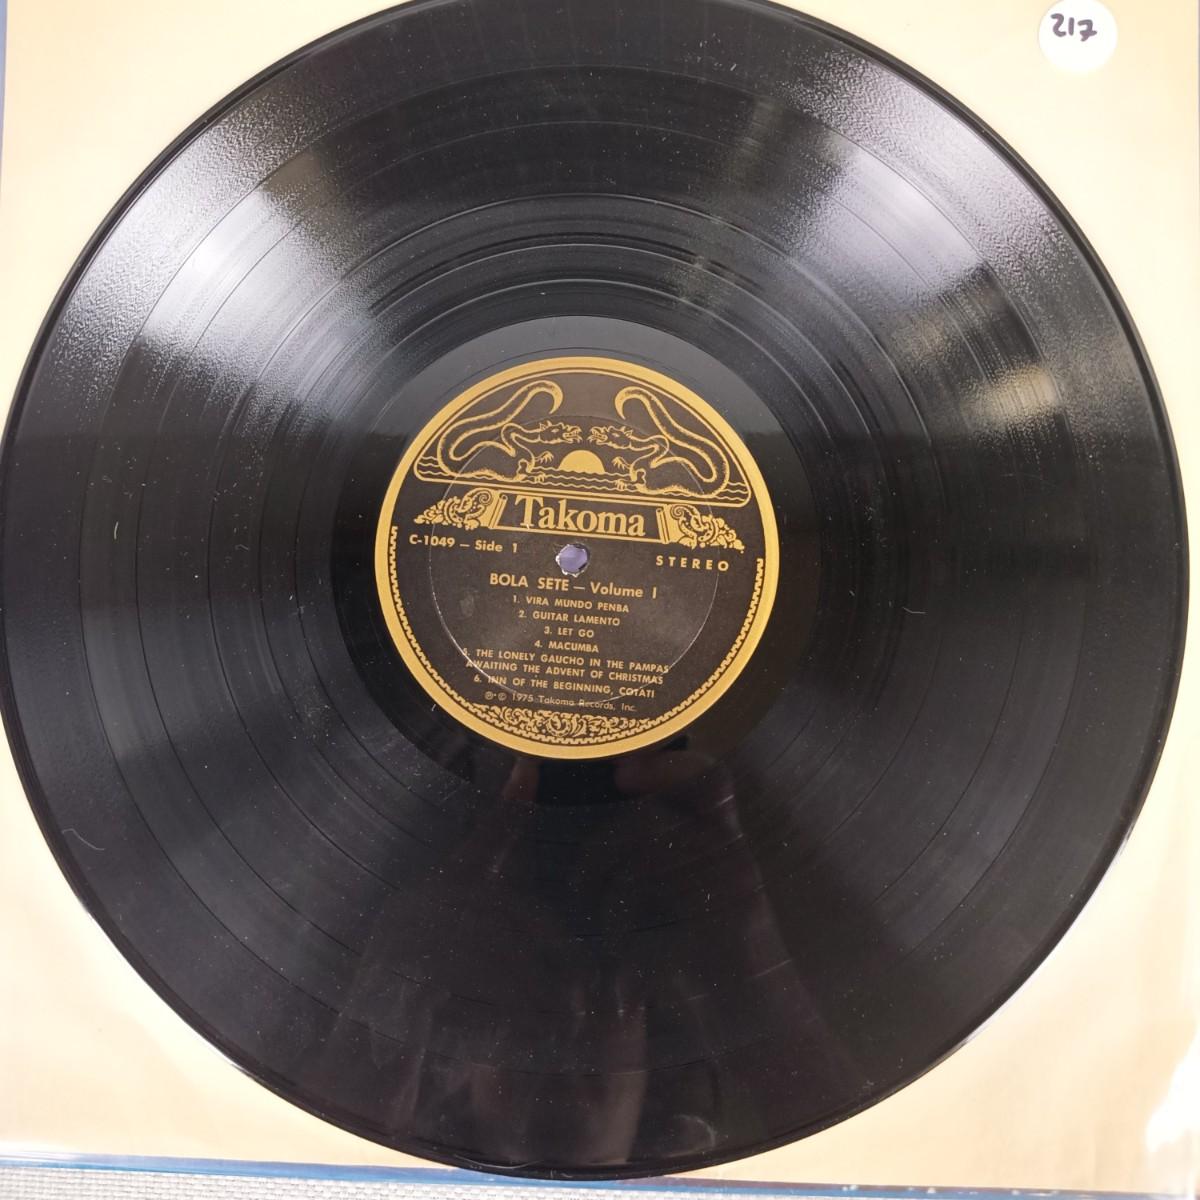 217
Takoma
C-1049 — Side 1
STEREO
BOLA SETE — Volume I
1. VIRA MUNDO PENBA
2. GUITAR LAMENTO
3. LET GO
4. MACUMBA
5. THE LONELY GAUCHO IN THE PAMPAS
AWAITING THE ADVENT OF CHRISTMAS
6. INN OF THE BEGINNING, COTATI
℗·© 1975 Takoma Records, Inc.